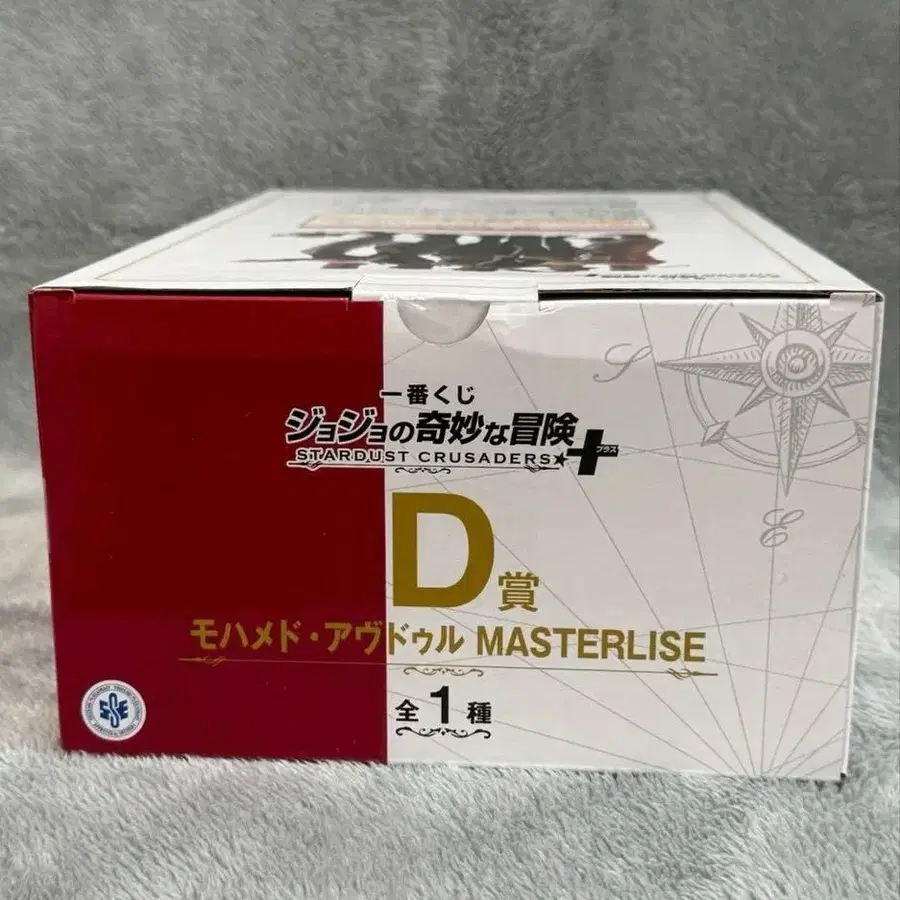 一番くじ
ジョジョの奇妙な冒険
STARDUST CRUSADERS★+
プラス
D賞
モハメド・アヴドゥル MASTERLISE
全1種
S
E